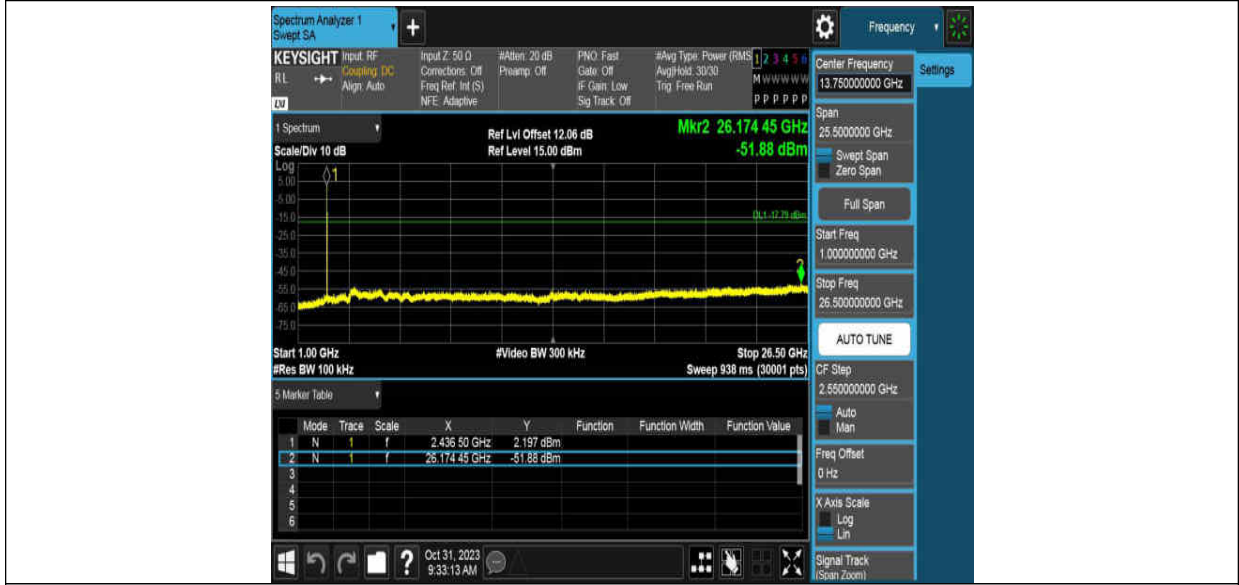 Spectrum Analyzer 1
Swept SA
+
Frequency
KEYSIGHT
RL
Input: RF
Coupling: DC
Align: Auto
Input Z: 50 Ω
Corrections: Off
Freq Ref: Int (S)
NFE: Adaptive
#Atten: 20 dB
Preamp: Off
PNO: Fast
Gate: Off
IF Gain: Low
Sig Track: Off
#Avg Type: Power (RMS
Avg|Hold: 30/30
Trig: Free Run
1 2 3 4 5 6
M W W W W W
P P P P P P
1 Spectrum
Scale/Div 10 dB
Ref Lvl Offset 12.06 dB
Ref Level 15.00 dBm
Mkr2 26.174 45 GHz
-51.88 dBm
Log
5.00
-5.00
-15.0
-25.0
-35.0
-45.0
-55.0
-65.0
-75.0
1
DL1 -17.79 dBm
2
Start 1.00 GHz
#Video BW 300 kHz
Stop 26.50 GHz
#Res BW 100 kHz
Sweep 938 ms (30001 pts)
5 Marker Table
Mode Trace Scale X Y Function Function Width Function Value
1 N 1 f 2.436 50 GHz 2.197 dBm
2 N 1 f 26.174 45 GHz -51.88 dBm
3
4
5
6
?
Oct 31, 2023
9:33:13 AM
Center Frequency
13.750000000 GHz
Settings
Span
25.5000000 GHz
Swept Span
Zero Span
Full Span
Start Freq
1.000000000 GHz
Stop Freq
26.500000000 GHz
AUTO TUNE
CF Step
2.550000000 GHz
Auto
Man
Freq Offset
0 Hz
X Axis Scale
Log
Lin
Signal Track
(Span Zoom)